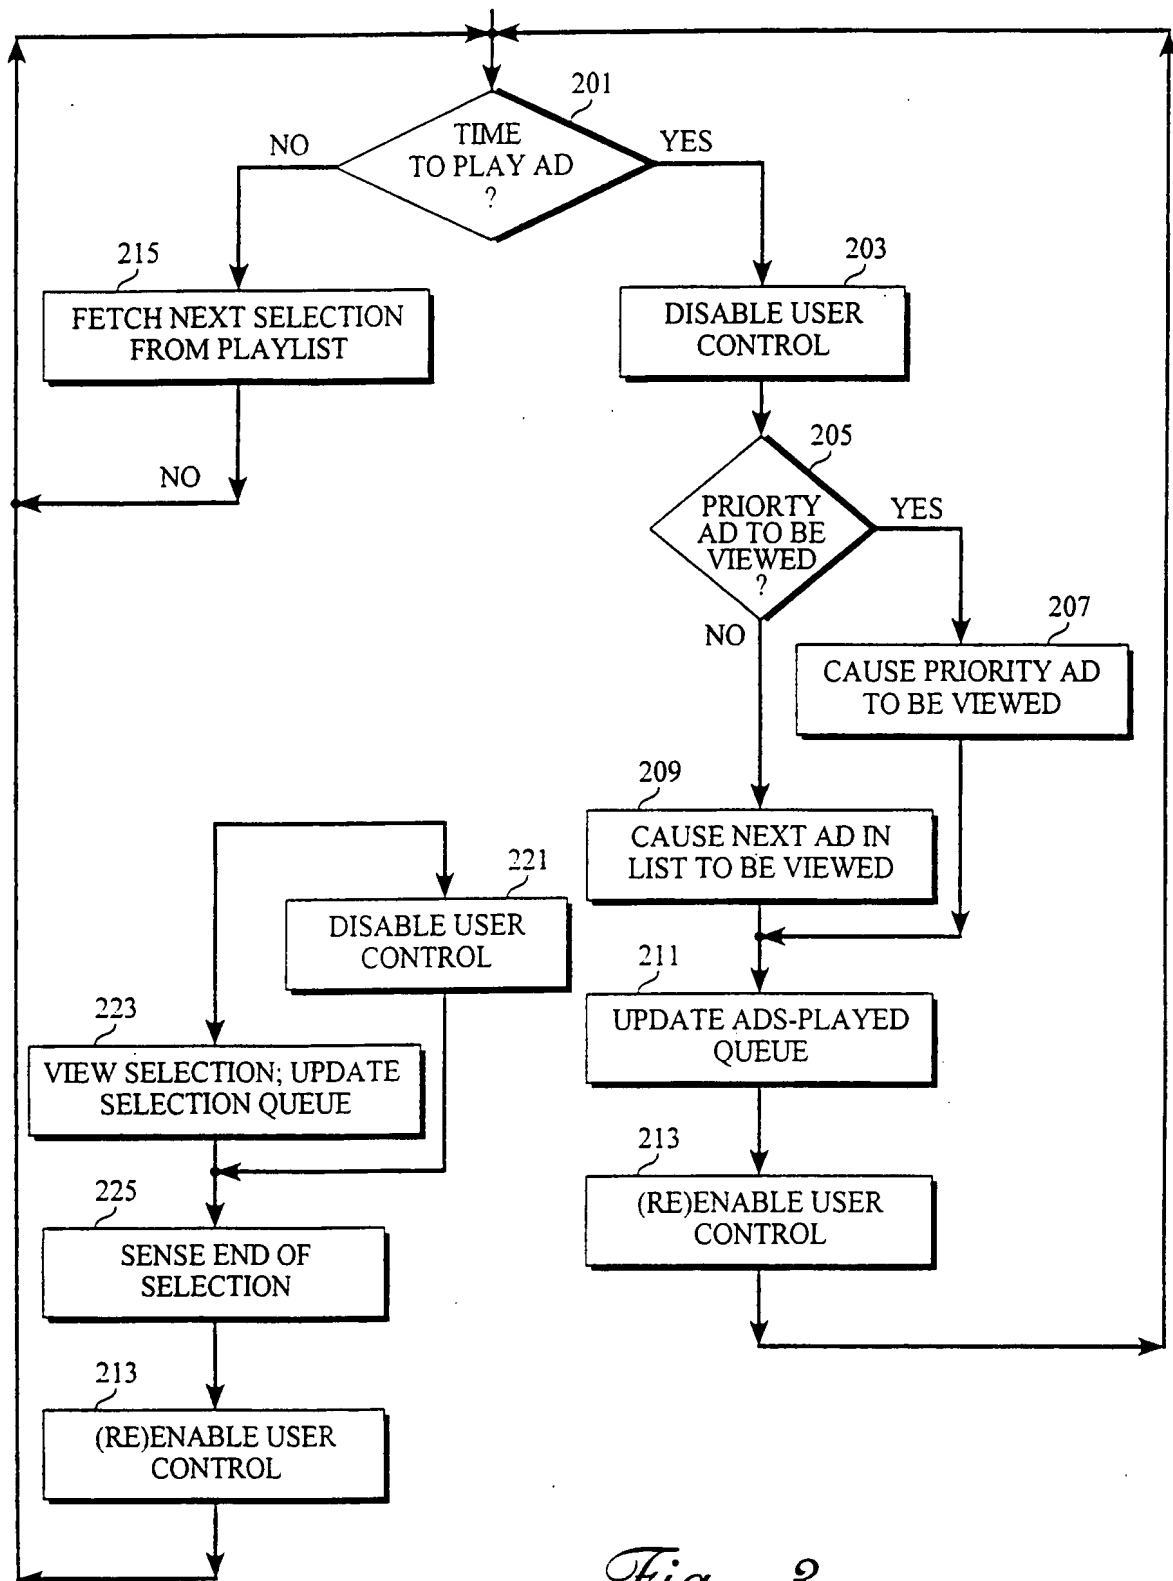 201
TIME
TO PLAY AD
?
NO
YES
215
FETCH NEXT SELECTION
FROM PLAYLIST
NO
203
DISABLE USER
CONTROL
205
PRIORTY
AD TO BE
VIEWED
?
YES
NO
207
CAUSE PRIORITY AD
TO BE VIEWED
209
CAUSE NEXT AD IN
LIST TO BE VIEWED
221
DISABLE USER
CONTROL
211
UPDATE ADS-PLAYED
QUEUE
223
VIEW SELECTION; UPDATE
SELECTION QUEUE
213
(RE)ENABLE USER
CONTROL
225
SENSE END OF
SELECTION
213
(RE)ENABLE USER
CONTROL
Fig. 2